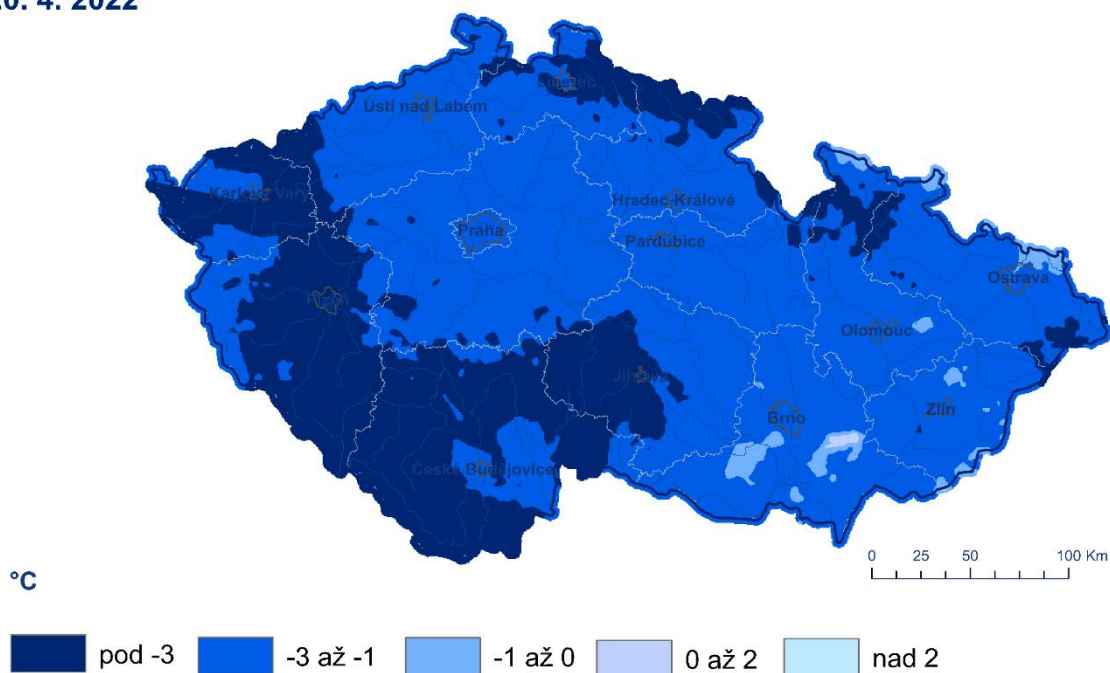 4. 2022
Liberec
Ústí nad Labem
Karlovy Vary
Hradec Králové
Praha
Pardubice
Plzeň
Ostrava
Olomouc
Jihlava
Zlín
Brno
České Budějovice
0 25 50 100 Km
°C
pod -3 -3 až -1 -1 až 0 0 až 2 nad 2